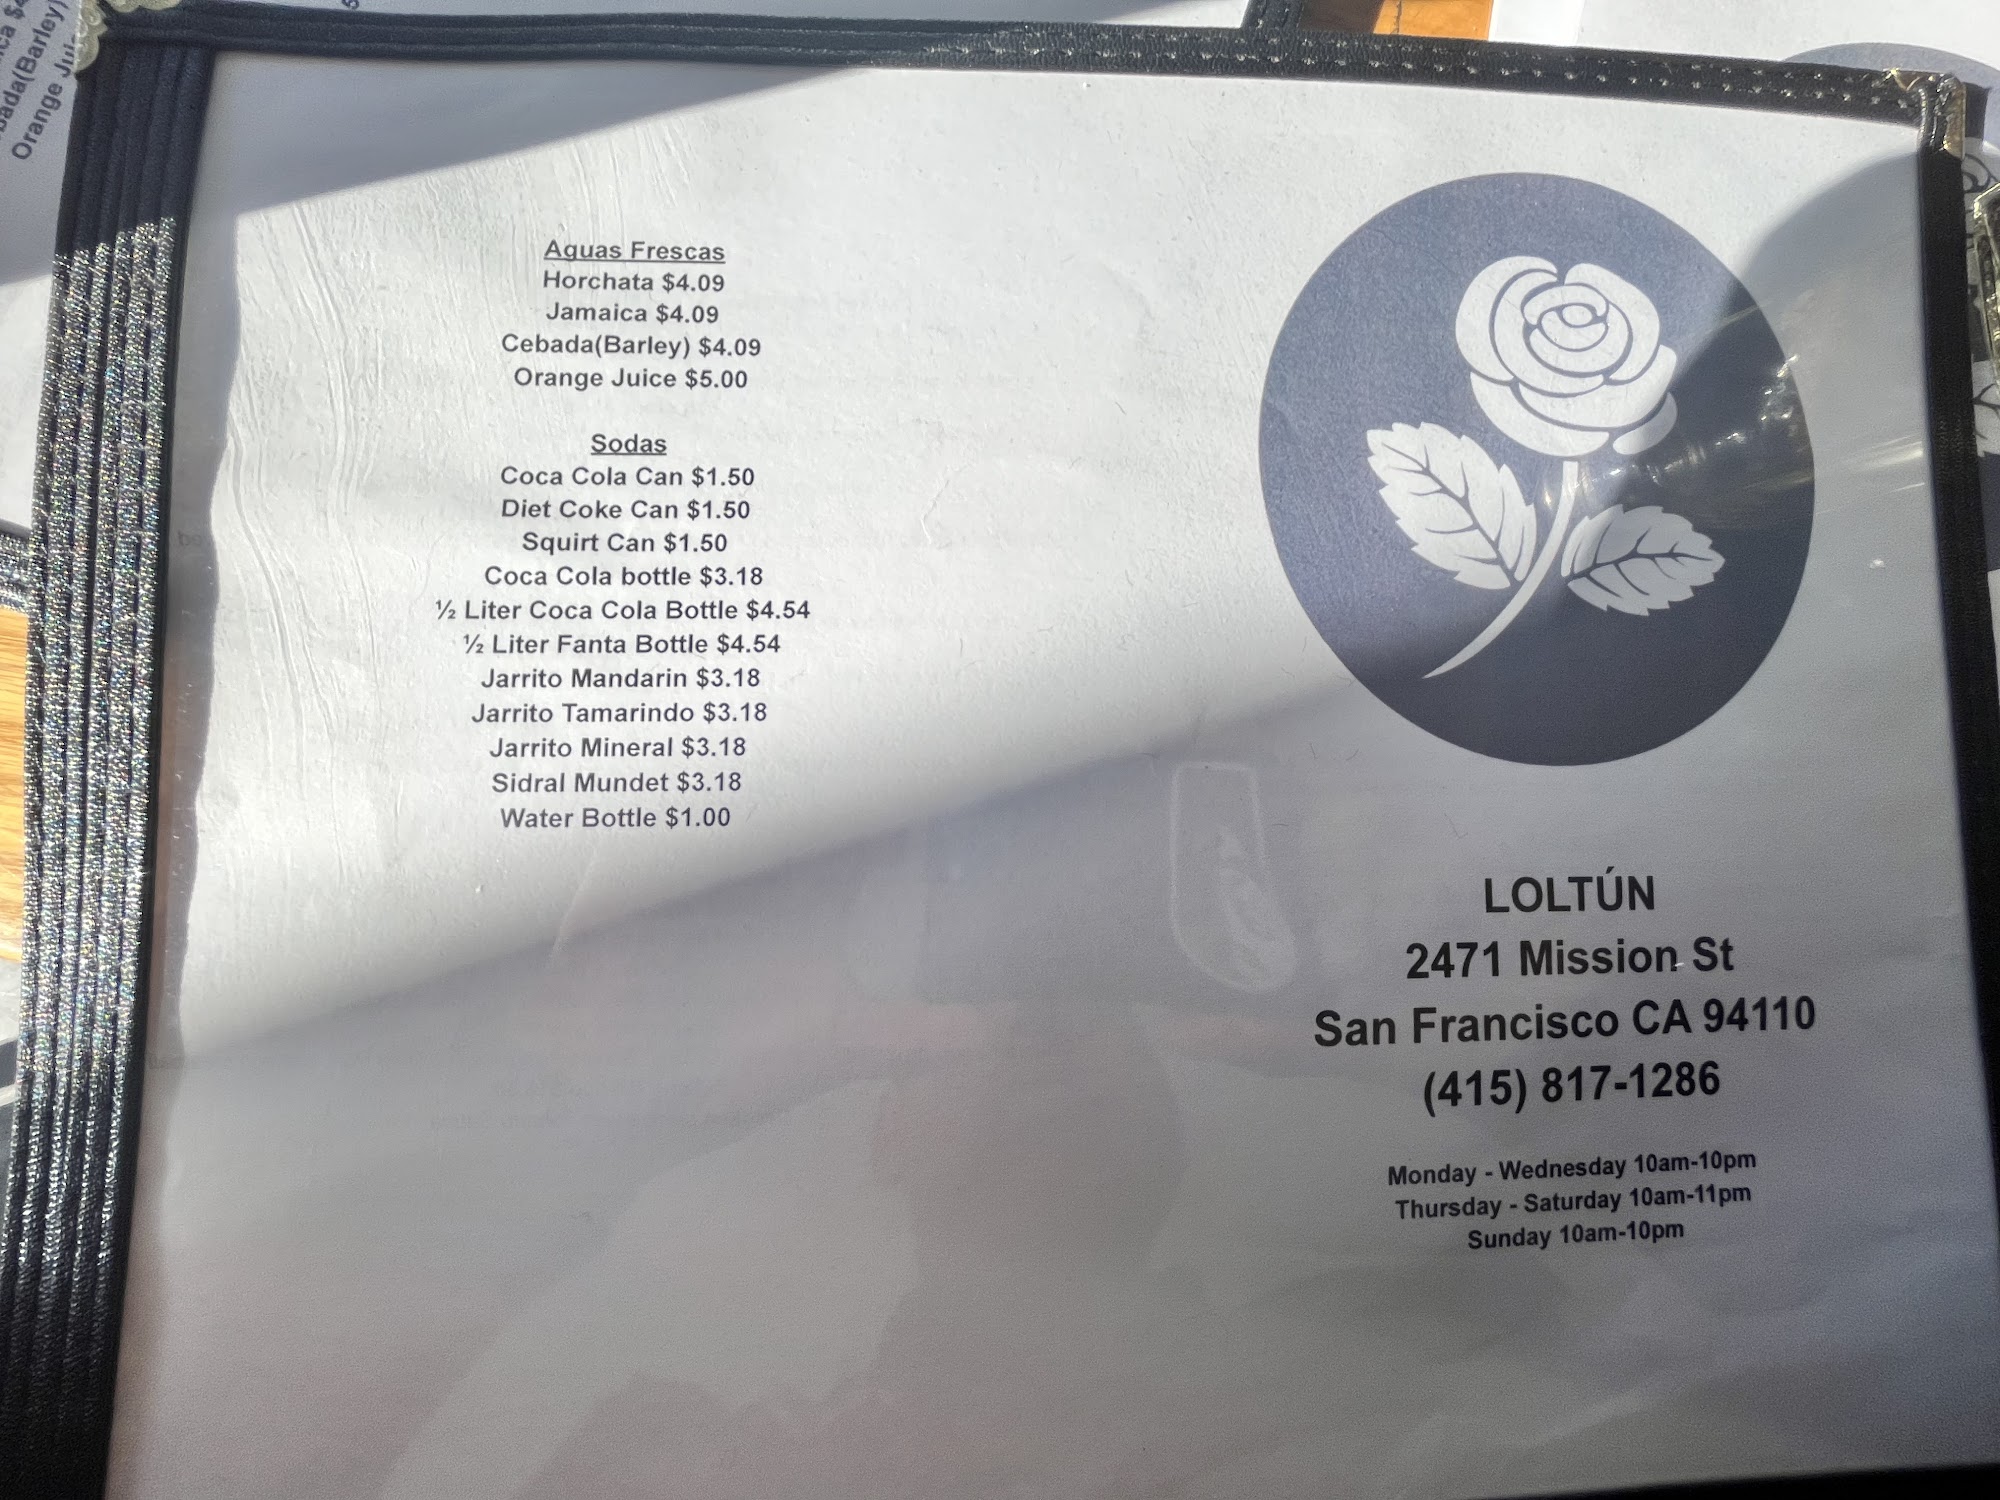 Aguas Frescas
Horchata $4.09
Jamaica $4.09
Cebada(Barley) $4.09
Orange Juice $5.00
Sodas
Coca Cola Can $1.50
Diet Coke Can $1.50
Squirt Can $1.50
Coca Cola bottle $3.18
½ Liter Coca Cola Bottle $4.54
½ Liter Fanta Bottle $4.54
Jarrito Mandarin $3.18
Jarrito Tamarindo $3.18
Jarrito Mineral $3.18
Sidral Mundet $3.18
Water Bottle $1.00
LOLTÚN
2471 Mission St
San Francisco CA 94110
(415) 817-1286
Monday - Wednesday 10am-10pm
Thursday - Saturday 10am-11pm
Sunday 10am-10pm
(Barley)
Orange